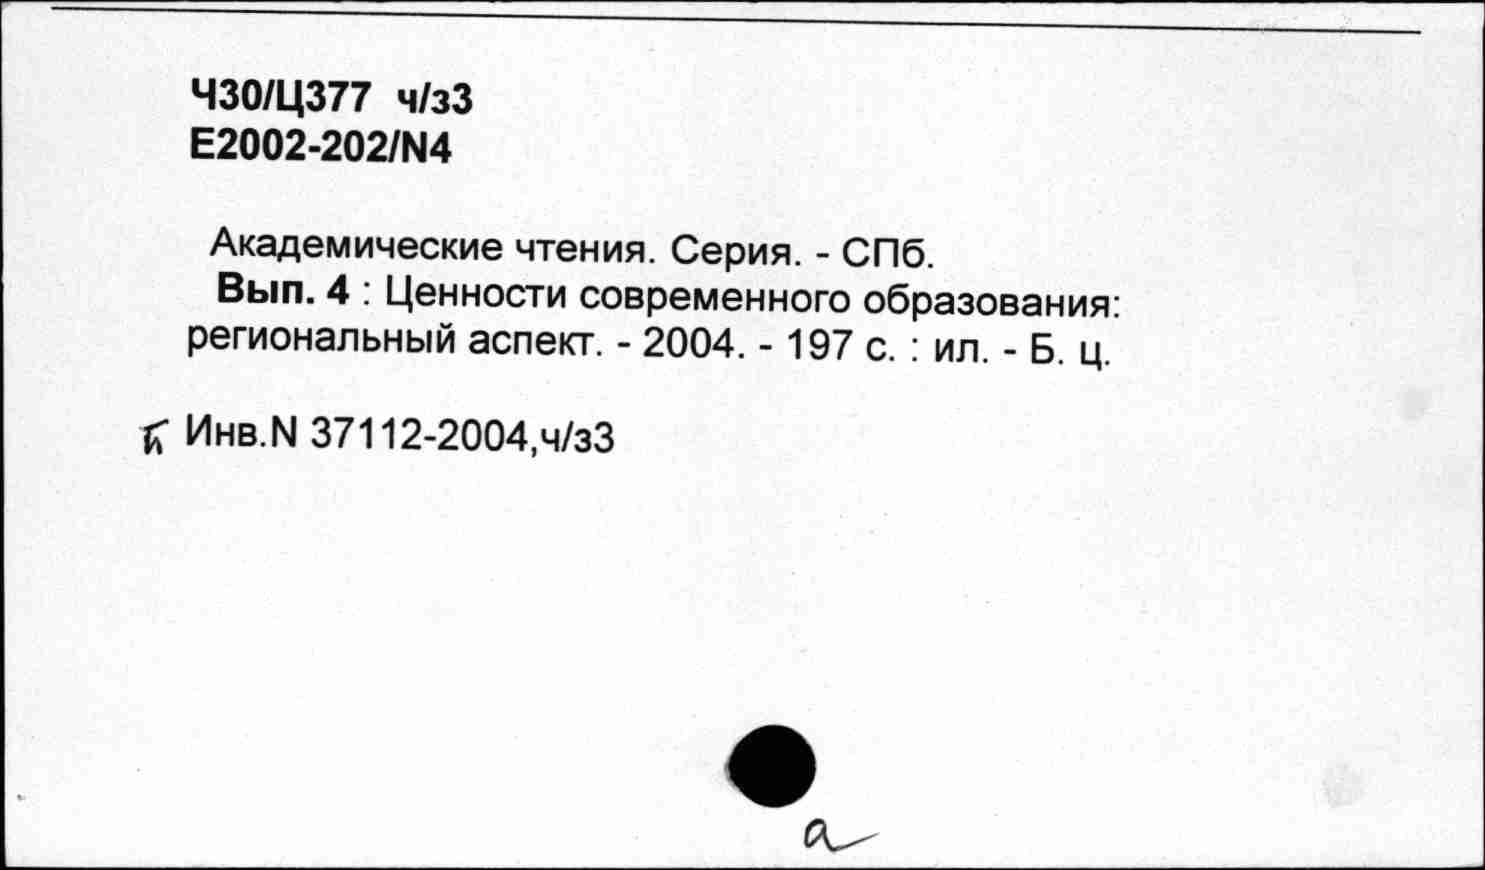 Ч30/Ц377 ч/з3
Е2002-202/N4
Академические чтения. Серия. - СПб.
Вып. 4 : Ценности современного образования:
региональный аспект. - 2004. - 197 с. : ил. - Б. ц.
Инв.N 37112-2004,ч/з3
а